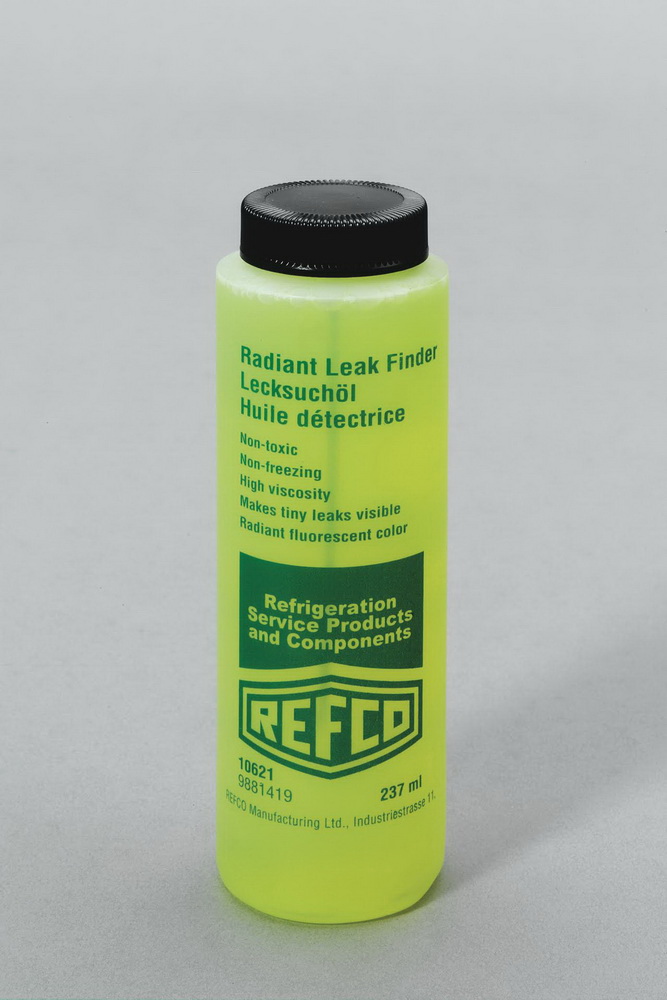 Radiant Leak Finder
Lecksuchöl
Huile détectrice
Non-toxic
Non-freezing
High viscosity
Makes tiny leaks visible
Radiant fluorescent color
Refrigeration
Service Products
and Components
REFCO
10621
9881419
237 ml
REFCO Manufacturing Ltd., Industriestrasse 11,